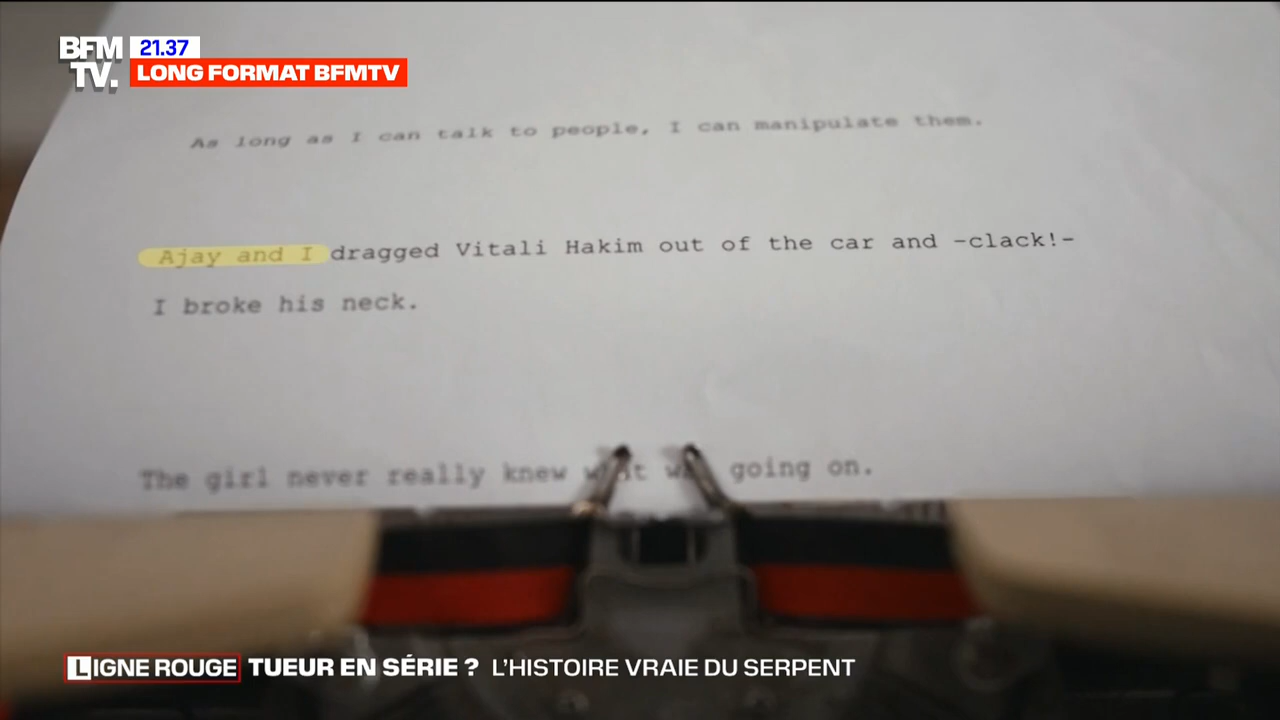 BFM
TV.
21.37
LONG FORMAT BFMTV
As long as I can talk to people, I can manipulate them.
Ajay and I dragged Vitali Hakim out of the car and -clack!-
I broke his neck.
The girl never really knew going on.
LIGNE ROUGE TUEUR EN SÉRIE ? L'HISTOIRE VRAIE DU SERPENT